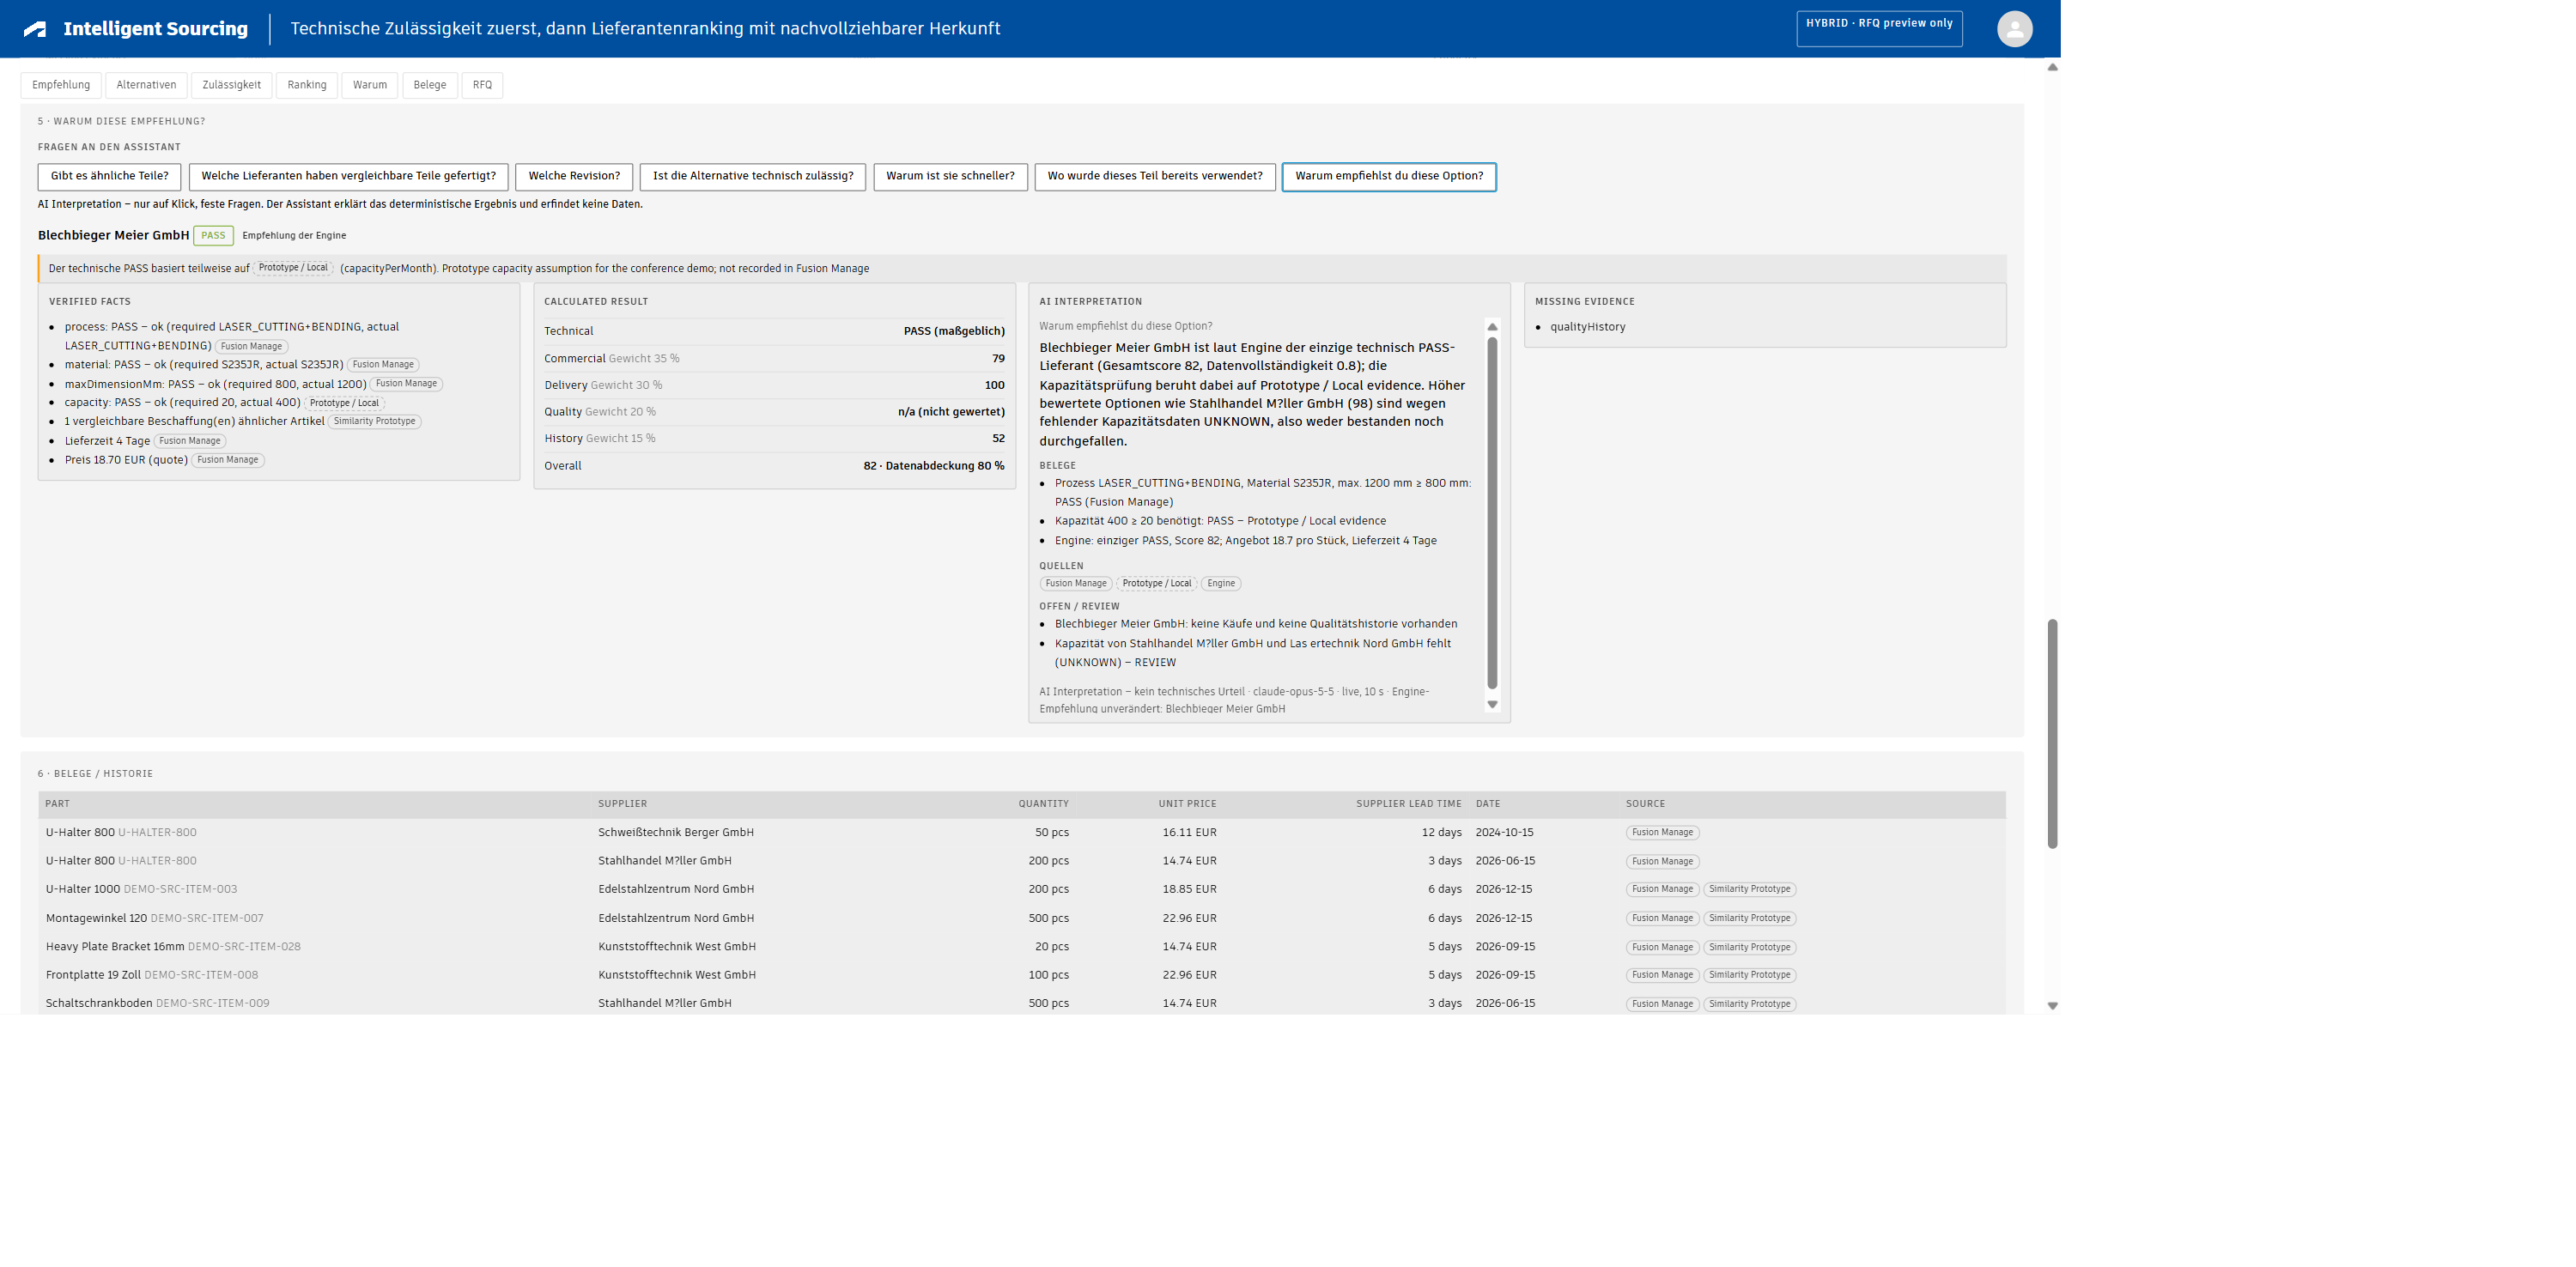 Intelligent Sourcing
Technische Zulässigkeit zuerst, dann Lieferantenranking mit nachvollziehbarer Herkunft
HYBRID · RFQ preview only
Empfehlung
Alternativen
Zulässigkeit
Ranking
Warum
Belege
RFQ
5 · WARUM DIESE EMPFEHLUNG?
FRAGEN AN DEN ASSISTANT
Gibt es ähnliche Teile?
Welche Lieferanten haben vergleichbare Teile gefertigt?
Welche Revision?
Ist die Alternative technisch zulässig?
Warum ist sie schneller?
Wo wurde dieses Teil bereits verwendet?
Warum empfiehlst du diese Option?
AI Interpretation – nur auf Klick, feste Fragen. Der Assistant erklärt das deterministische Ergebnis und erfindet keine Daten.
Blechbieger Meier GmbH PASS Empfehlung der Engine
Der technische PASS basiert teilweise auf Prototype / Local (capacityPerMonth). Prototype capacity assumption for the conference demo; not recorded in Fusion Manage
VERIFIED FACTS
• process: PASS – ok (required LASER_CUTTING+BENDING, actual
LASER_CUTTING+BENDING) Fusion Manage
• material: PASS – ok (required S235JR, actual S235JR) Fusion Manage
• maxDimensionMm: PASS – ok (required 800, actual 1200) Fusion Manage
• capacity: PASS – ok (required 20, actual 400) Prototype / Local
• 1 vergleichbare Beschaffung(en) ähnlicher Artikel Similarity Prototype
• Lieferzeit 4 Tage Fusion Manage
• Preis 18.70 EUR (quote) Fusion Manage
CALCULATED RESULT
Technical PASS (maßgeblich)
Commercial Gewicht 35 % 79
Delivery Gewicht 30 % 100
Quality Gewicht 20 % n/a (nicht gewertet)
History Gewicht 15 % 52
Overall 82 · Datenabdeckung 80 %
AI INTERPRETATION
Warum empfiehlst du diese Option?
Blechbieger Meier GmbH ist laut Engine der einzige technisch PASS-
Lieferant (Gesamtscore 82, Datenvollständigkeit 0.8); die
Kapazitätsprüfung beruht dabei auf Prototype / Local evidence. Höher
bewertete Optionen wie Stahlhandel M?ller GmbH (98) sind wegen
fehlender Kapazitätsdaten UNKNOWN, also weder bestanden noch
durchgefallen.
BELEGE
• Prozess LASER_CUTTING+BENDING, Material S235JR, max. 1200 mm ≥ 800 mm:
PASS (Fusion Manage)
• Kapazität 400 ≥ 20 benötigt: PASS – Prototype / Local evidence
• Engine: einziger PASS, Score 82; Angebot 18.7 pro Stück, Lieferzeit 4 Tage
QUELLEN
Fusion Manage Prototype / Local Engine
OFFEN / REVIEW
• Blechbieger Meier GmbH: keine Käufe und keine Qualitätshistorie vorhanden
• Kapazität von Stahlhandel M?ller GmbH und Las ertechnik Nord GmbH fehlt
(UNKNOWN) – REVIEW
AI Interpretation – kein technisches Urteil · claude-opus-5-5 · live, 10 s · Engine-
Empfehlung unverändert: Blechbieger Meier GmbH
MISSING EVIDENCE
• qualityHistory
6 · BELEGE / HISTORIE
PART SUPPLIER QUANTITY UNIT PRICE SUPPLIER LEAD TIME DATE SOURCE
U-Halter 800 U-HALTER-800 Schweißtechnik Berger GmbH 50 pcs 16.11 EUR 12 days 2024-10-15 Fusion Manage
U-Halter 800 U-HALTER-800 Stahlhandel M?ller GmbH 200 pcs 14.74 EUR 3 days 2026-06-15 Fusion Manage
U-Halter 1000 DEMO-SRC-ITEM-003 Edelstahlzentrum Nord GmbH 200 pcs 18.85 EUR 6 days 2026-12-15 Fusion Manage Similarity Prototype
Montagewinkel 120 DEMO-SRC-ITEM-007 Edelstahlzentrum Nord GmbH 500 pcs 22.96 EUR 6 days 2026-12-15 Fusion Manage Similarity Prototype
Heavy Plate Bracket 16mm DEMO-SRC-ITEM-028 Kunststofftechnik West GmbH 20 pcs 14.74 EUR 5 days 2026-09-15 Fusion Manage Similarity Prototype
Frontplatte 19 Zoll DEMO-SRC-ITEM-008 Kunststofftechnik West GmbH 100 pcs 22.96 EUR 5 days 2026-09-15 Fusion Manage Similarity Prototype
Schaltschrankboden DEMO-SRC-ITEM-009 Stahlhandel M?ller GmbH 500 pcs 14.74 EUR 3 days 2026-06-15 Fusion Manage Similarity Prototype